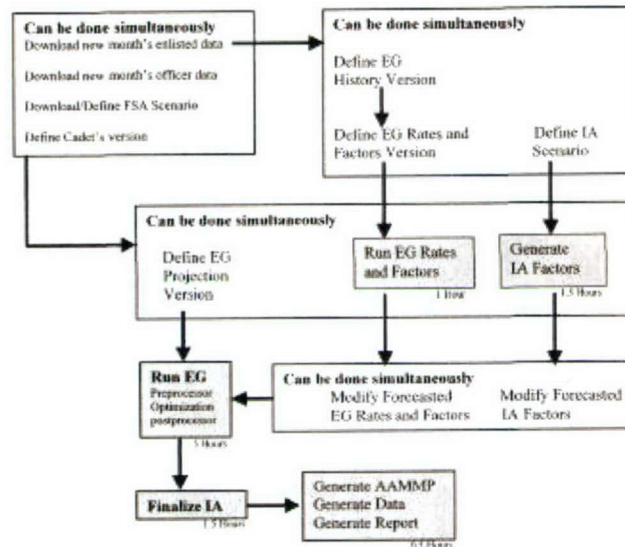 Can be done simultaneously
Download new month's enlisted data
Download new month's officer data
Download/Define FSA Scenario
Define Cadet's version
Can be done simultaneously
Define EG
History Version
Define EG Rates and
Factors Version
Define IA
Scenario
Can be done simultaneously
Define EG
Projection
Version
Run EG Rates
and Factors
1 Hour
Generate
IA Factors
1.5 Hours
Run EG
Preprocessor
Optimization
postprocessor
5 Hours
Can be done simultaneously
Modify Forecasted
EG Rates and Factors
Modify Forecasted
IA Factors
Finalize IA
1.5 Hours
Generate AAMMP
Generate Data
Generate Report